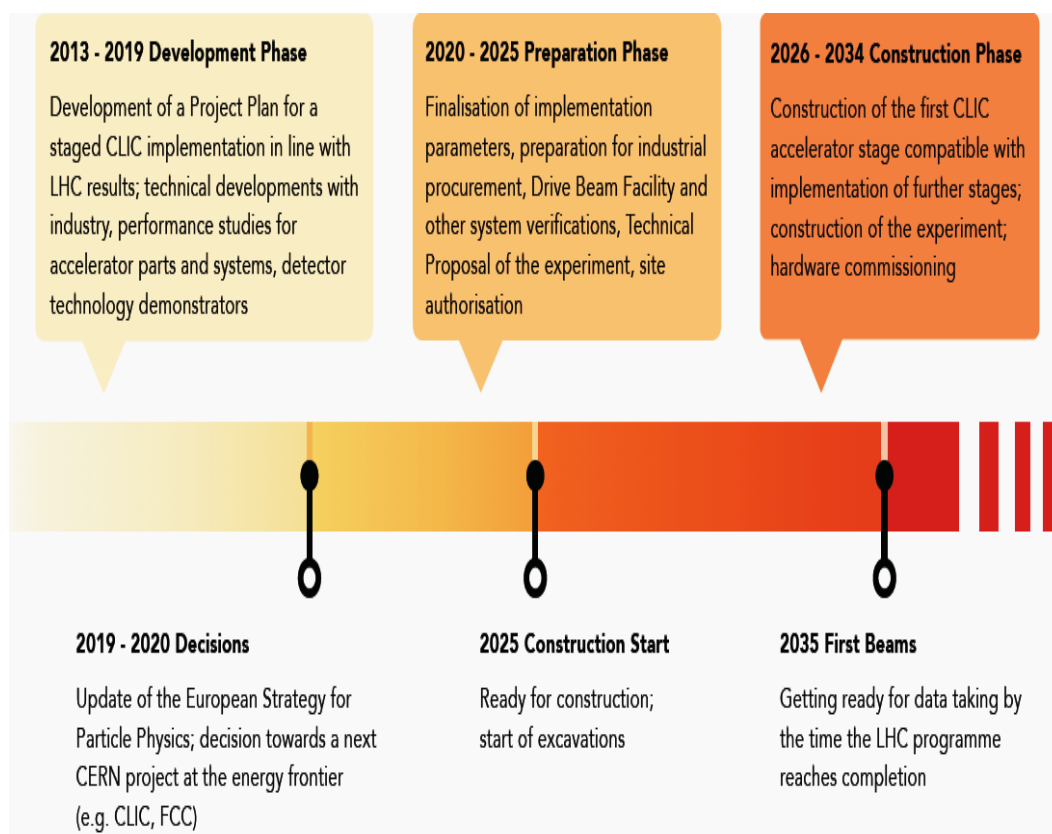 2013 - 2019 Development Phase
Development of a Project Plan for a
staged CLIC implementation in line with
LHC results; technical developments with
industry, performance studies for
accelerator parts and systems, detector
technology demonstrators
2020 - 2025 Preparation Phase
Finalisation of implementation
parameters, preparation for industrial
procurement, Drive Beam Facility and
other system verifications, Technical
Proposal of the experiment, site
authorisation
2026 - 2034 Construction Phase
Construction of the first CLIC
accelerator stage compatible with
implementation of further stages;
construction of the experiment;
hardware commissioning
2019 - 2020 Decisions
Update of the European Strategy for
Particle Physics; decision towards a next
CERN project at the energy frontier
(e.g. CLIC, FCC)
2025 Construction Start
Ready for construction;
start of excavations
2035 First Beams
Getting ready for data taking by
the time the LHC programme
reaches completion